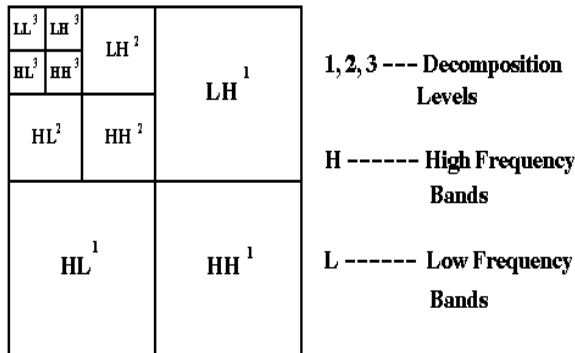 LL³ LH³
HL³ HH³
LH²
HL² HH²
LH¹
HL¹ HH¹
1, 2, 3 --- Decomposition
Levels
H ------ High Frequency
Bands
L ------ Low Frequency
Bands